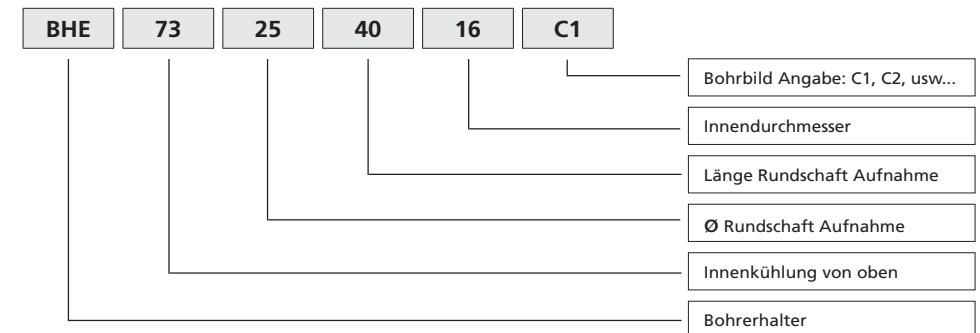 BHE 73 25 40 16 C1
Bohrbild Angabe: C1, C2, usw...
Innendurchmesser
Länge Rundschaft Aufnahme
Ø Rundschaft Aufnahme
Innenkühlung von oben
Bohrerhalter